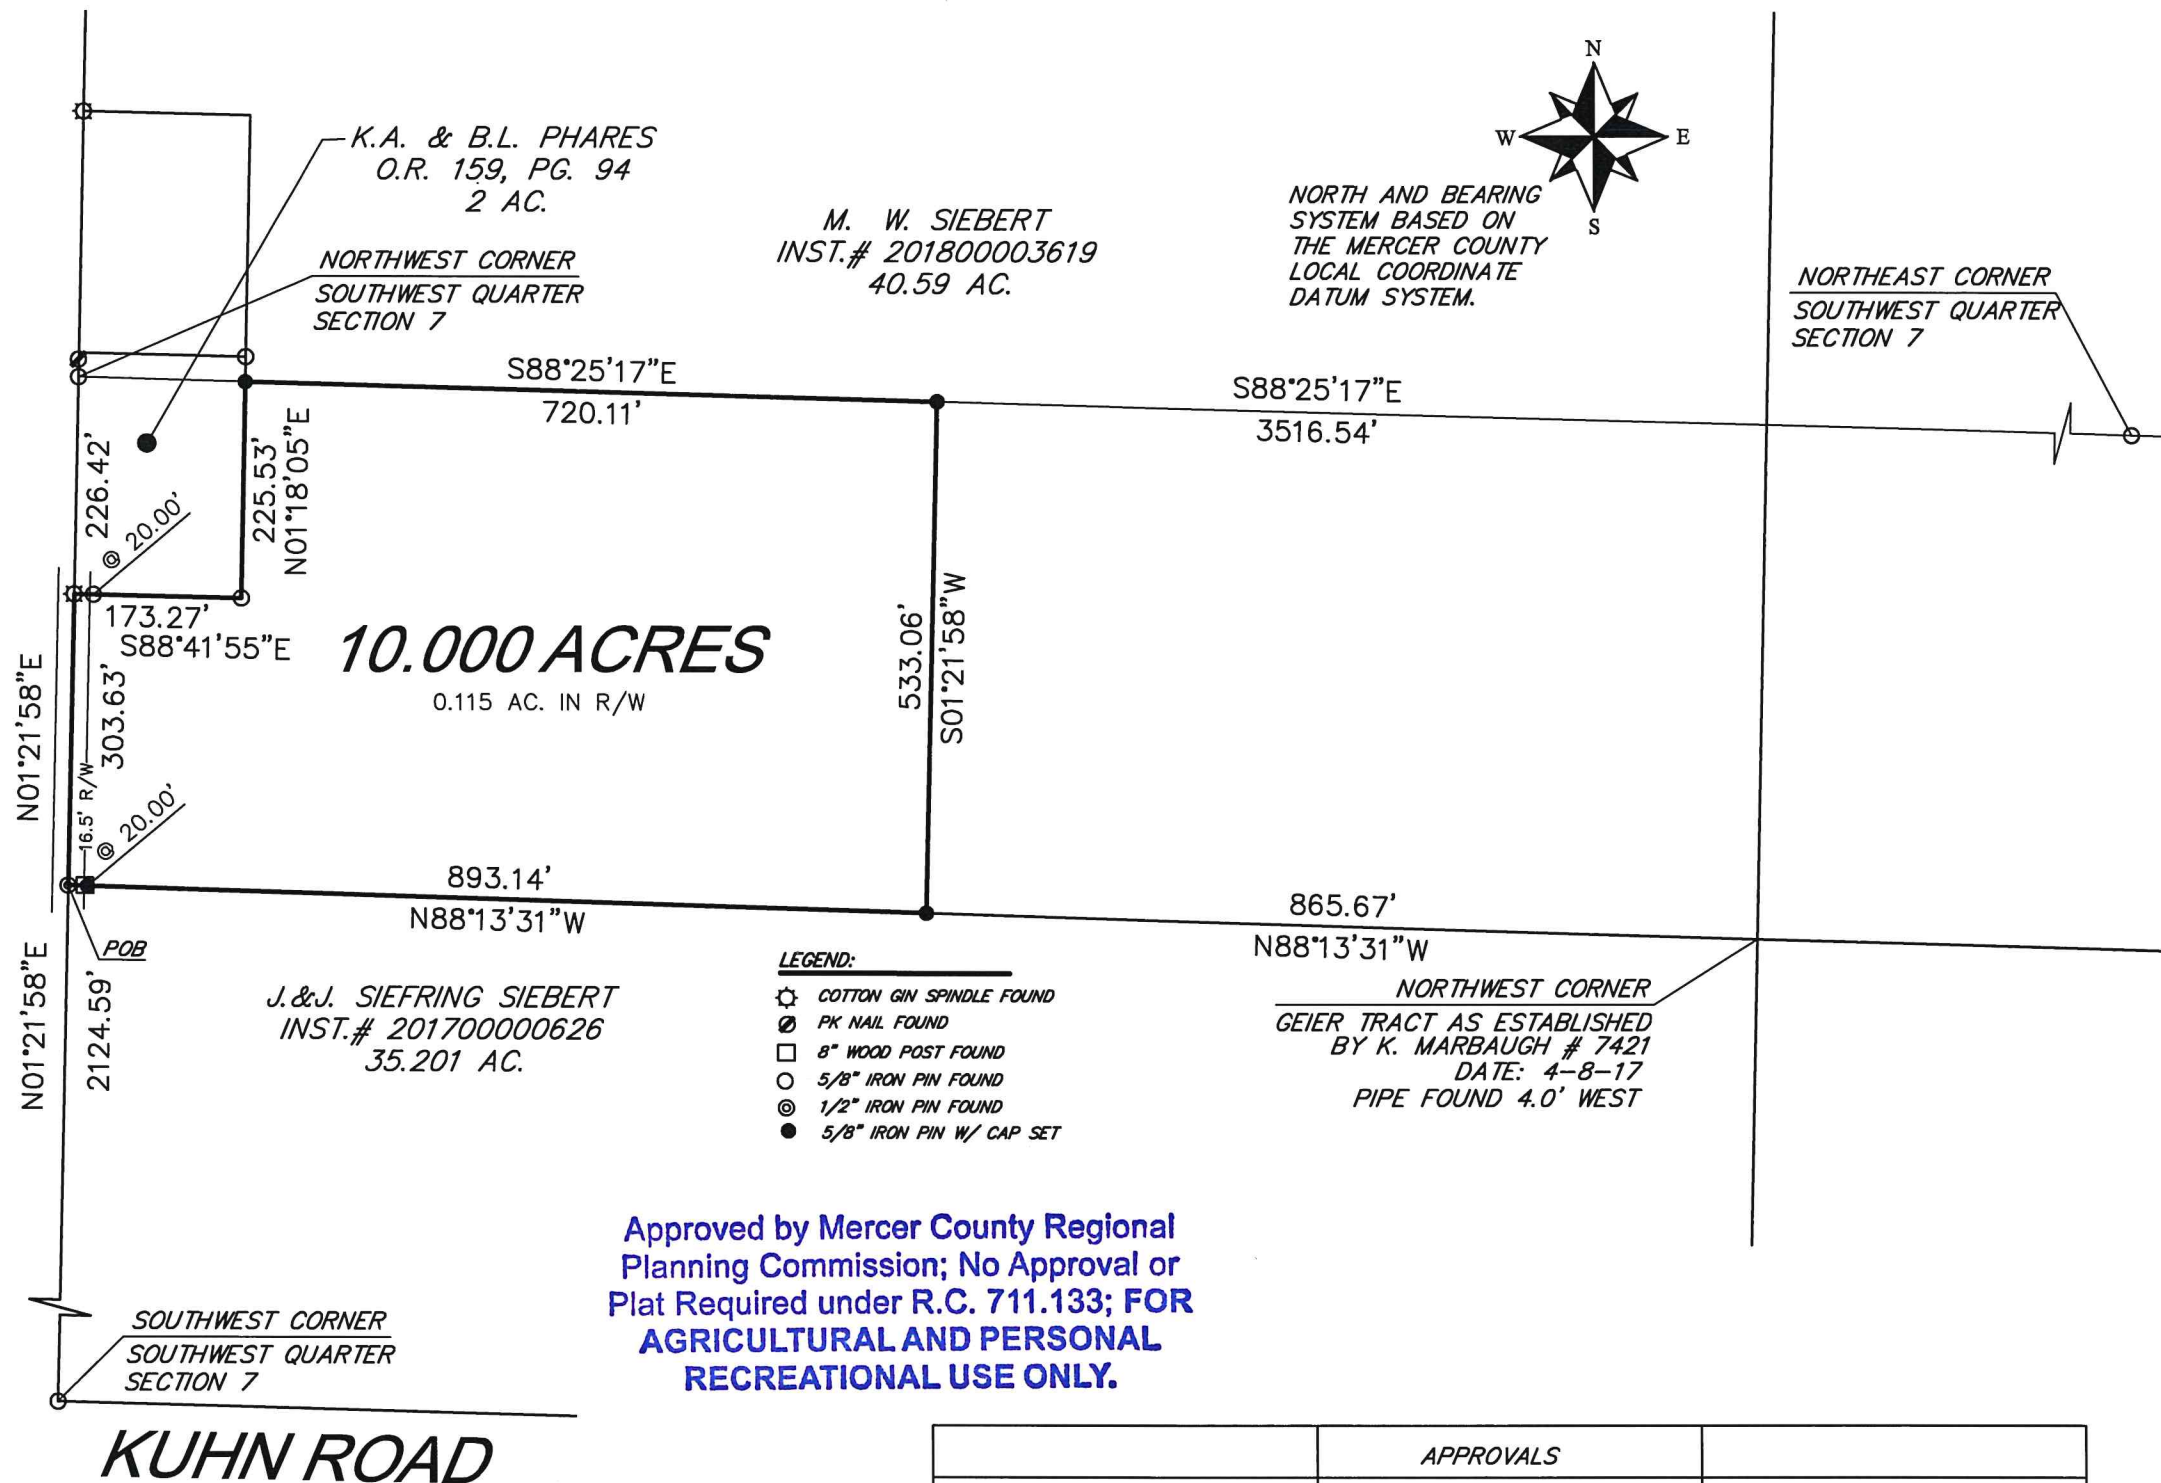 N
W E
S
K.A. & B.L. PHARES
O.R. 159, PG. 94
2 AC.
M. W. SIEBERT
INST.# 201800003619
40.59 AC.
NORTH AND BEARING
SYSTEM BASED ON
THE MERCER COUNTY
LOCAL COORDINATE
DATUM SYSTEM.
NORTHWEST CORNER
SOUTHWEST QUARTER
SECTION 7
NORTHEAST CORNER
SOUTHWEST QUARTER
SECTION 7
S88°25'17"E
720.11'
S88°25'17"E
3516.54'
226.42'
225.53'
N01°18'05"E
@ 20.00'
173.27'
S88°41'55"E
10.000 ACRES
0.115 AC. IN R/W
533.06'
S01°21'58"W
N01°21'58"E
303.63'
16.5' R/W
@ 20.00'
893.14'
N88°13'31"W
865.67'
N88°13'31"W
POB
N01°21'58"E
2124.59'
J.&J. SIEFRING SIEBERT
INST.# 201700000626
35.201 AC.
LEGEND:
COTTON GIN SPINDLE FOUND
PK NAIL FOUND
8" WOOD POST FOUND
5/8" IRON PIN FOUND
1/2" IRON PIN FOUND
5/8" IRON PIN W/ CAP SET
NORTHWEST CORNER
GEIER TRACT AS ESTABLISHED
BY K. MARBAUGH # 7421
DATE: 4-8-17
PIPE FOUND 4.0' WEST
Approved by Mercer County Regional
Planning Commission; No Approval or
Plat Required under R.C. 711.133; FOR
AGRICULTURAL AND PERSONAL
RECREATIONAL USE ONLY.
SOUTHWEST CORNER
SOUTHWEST QUARTER
SECTION 7
KUHN ROAD
APPROVALS